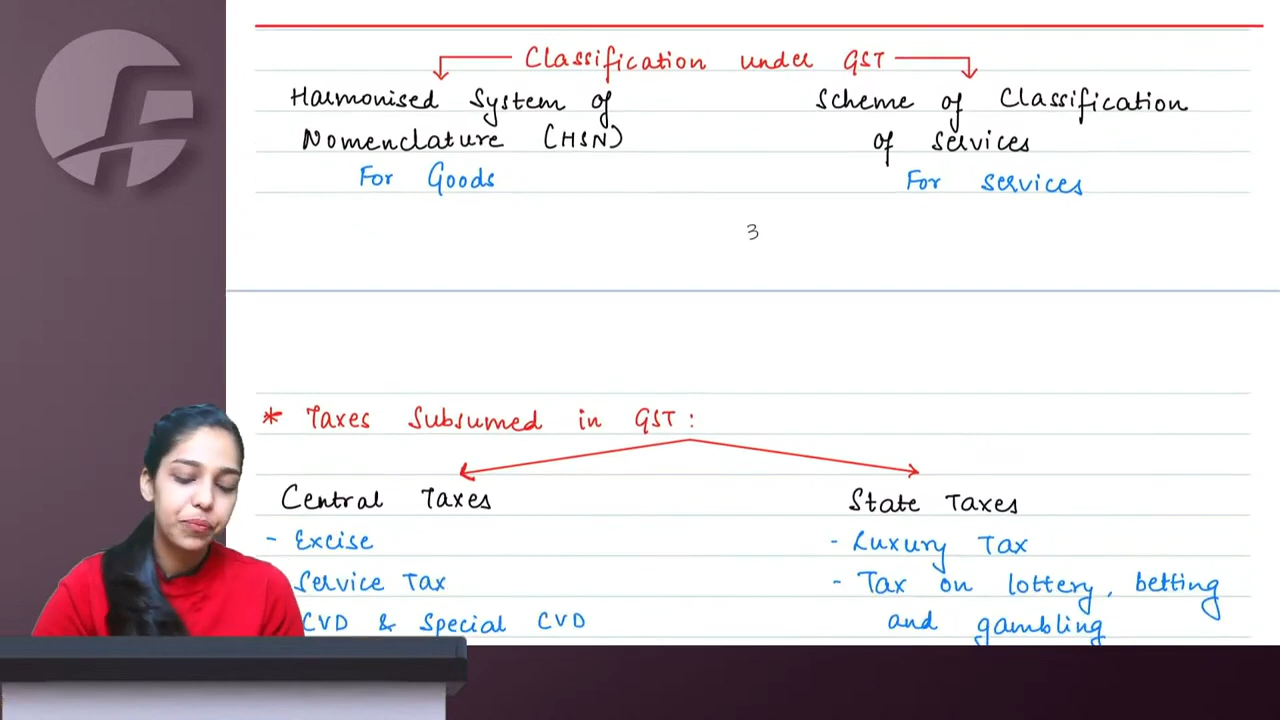 Classification under GST
Harmonised System of
Nomenclature (HSN)
For Goods
Scheme of Classification
of Services
For services
3
* Taxes Subsumed in GST:
Central Taxes
- Excise
Service Tax
CVD & Special CVD
State Taxes
- Luxury Tax
- Tax on lottery, betting
and gambling